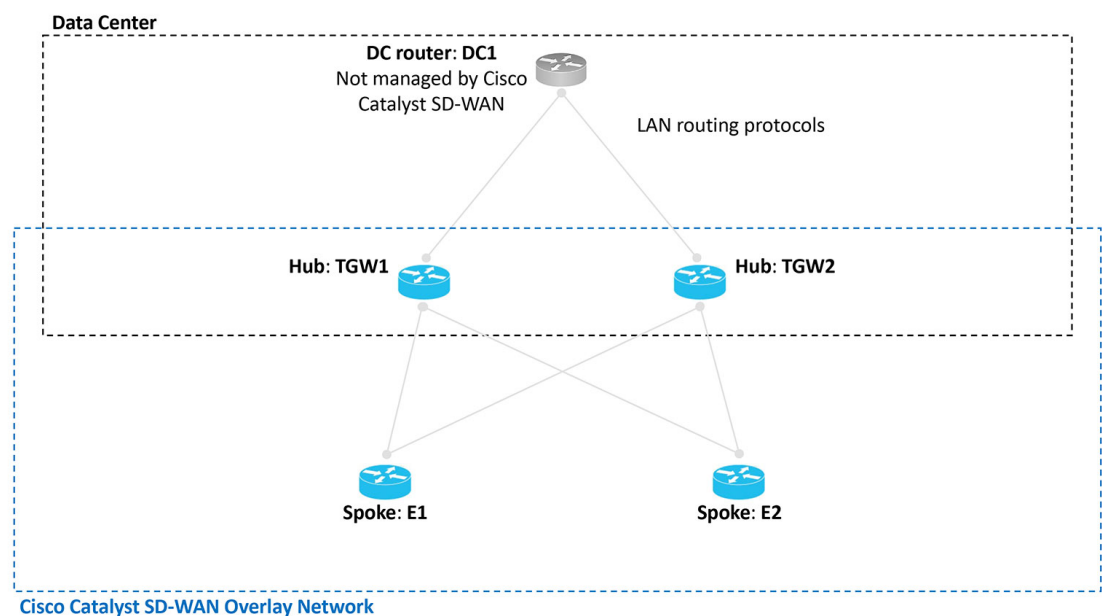 Data Center
DC router: DC1
Not managed by Cisco
Catalyst SD-WAN
LAN routing protocols
Hub: TGW1
Hub: TGW2
Spoke: E1
Spoke: E2
Cisco Catalyst SD-WAN Overlay Network